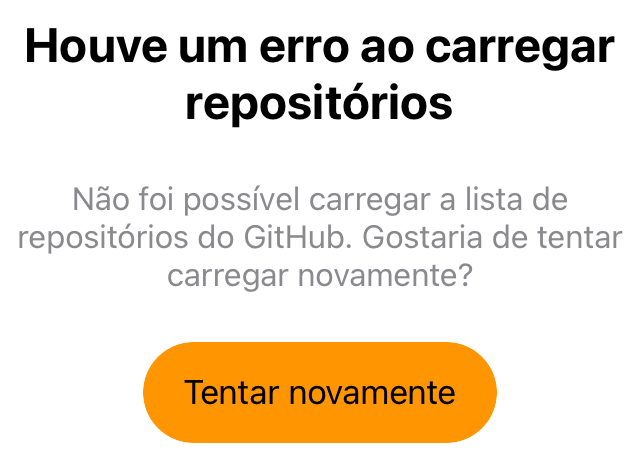 Houve um erro ao carregar
repositórios
Não foi possível carregar a lista de
repositórios do GitHub. Gostaria de tentar
carregar novamente?
Tentar novamente